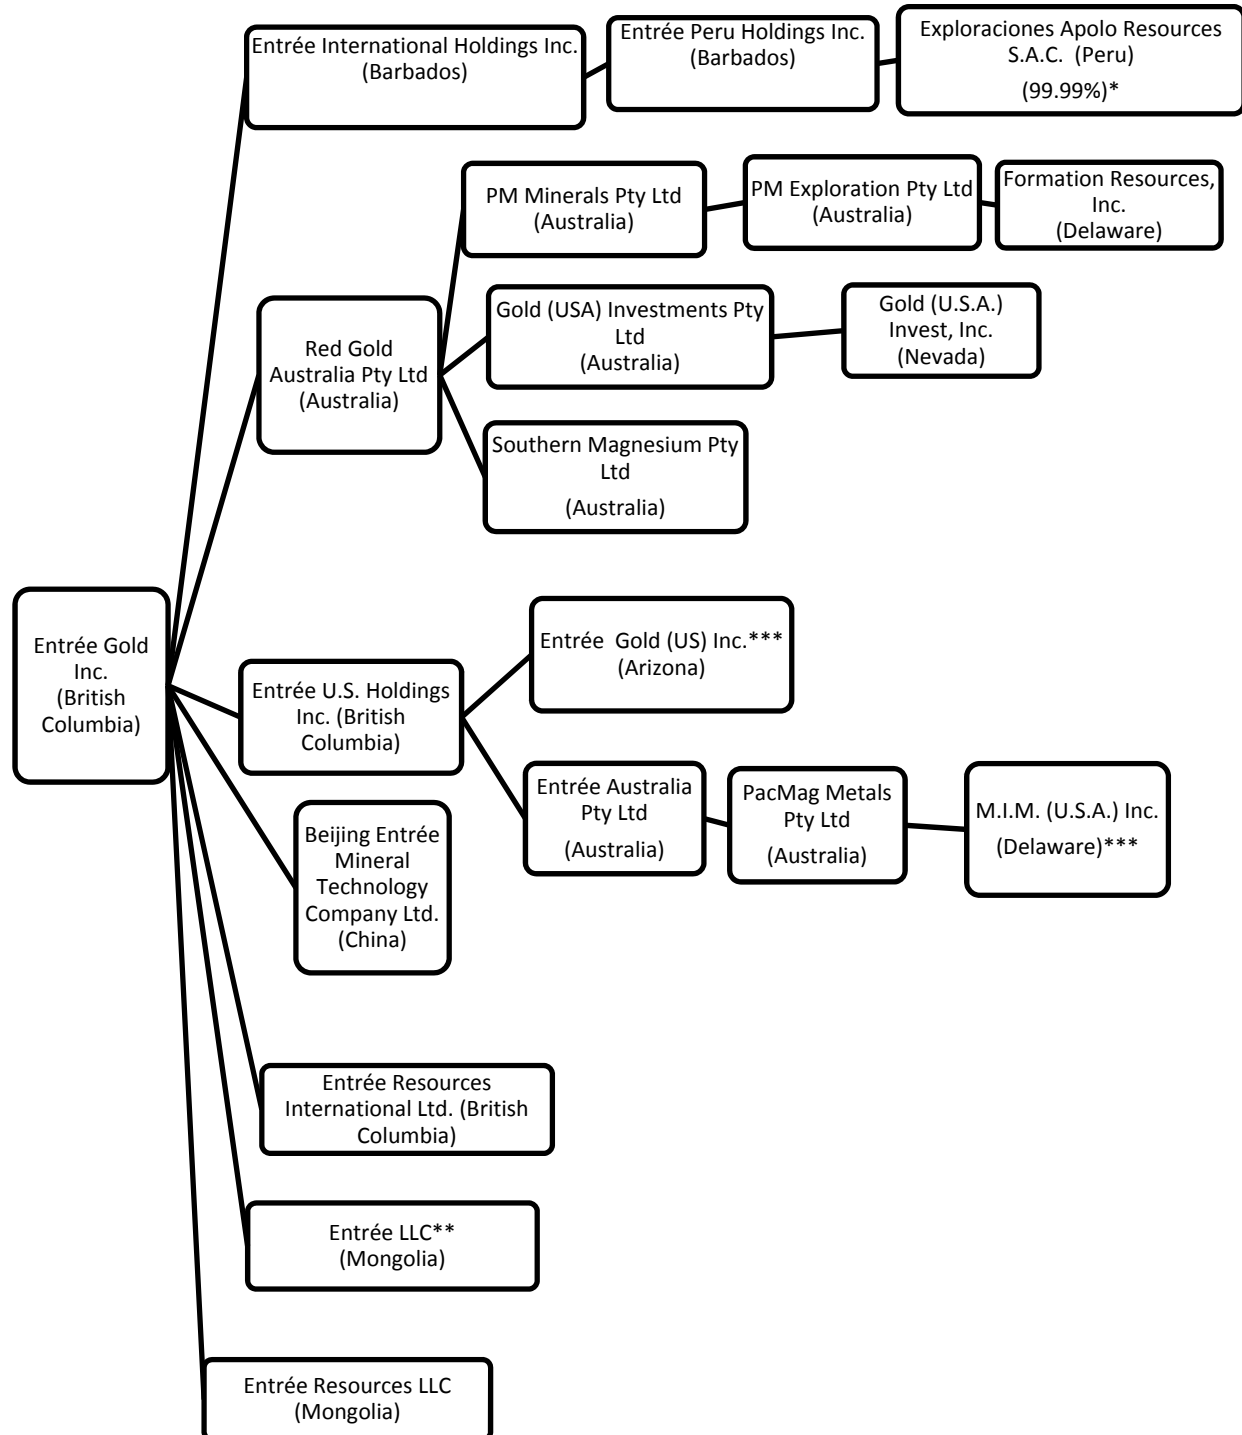 Entrée International Holdings Inc.
(Barbados)
Entrée Peru Holdings Inc.
(Barbados)
Exploraciones Apolo Resources
S.A.C. (Peru)
(99.99%)*
PM Minerals Pty Ltd
(Australia)
PM Exploration Pty Ltd
(Australia)
Formation Resources,
Inc.
(Delaware)
Red Gold
Australia Pty Ltd
(Australia)
Gold (USA) Investments Pty
Ltd
(Australia)
Gold (U.S.A.)
Invest, Inc.
(Nevada)
Southern Magnesium Pty
Ltd
(Australia)
Entrée Gold
Inc.
(British
Columbia)
Entrée U.S. Holdings
Inc. (British
Columbia)
Entrée Gold (US) Inc.***
(Arizona)
Entrée Australia
Pty Ltd
(Australia)
PacMag Metals
Pty Ltd
(Australia)
M.I.M. (U.S.A.) Inc.
(Delaware)***
Beijing Entrée
Mineral
Technology
Company Ltd.
(China)
Entrée Resources
International Ltd. (British
Columbia)
Entrée LLC**
(Mongolia)
Entrée Resources LLC
(Mongolia)